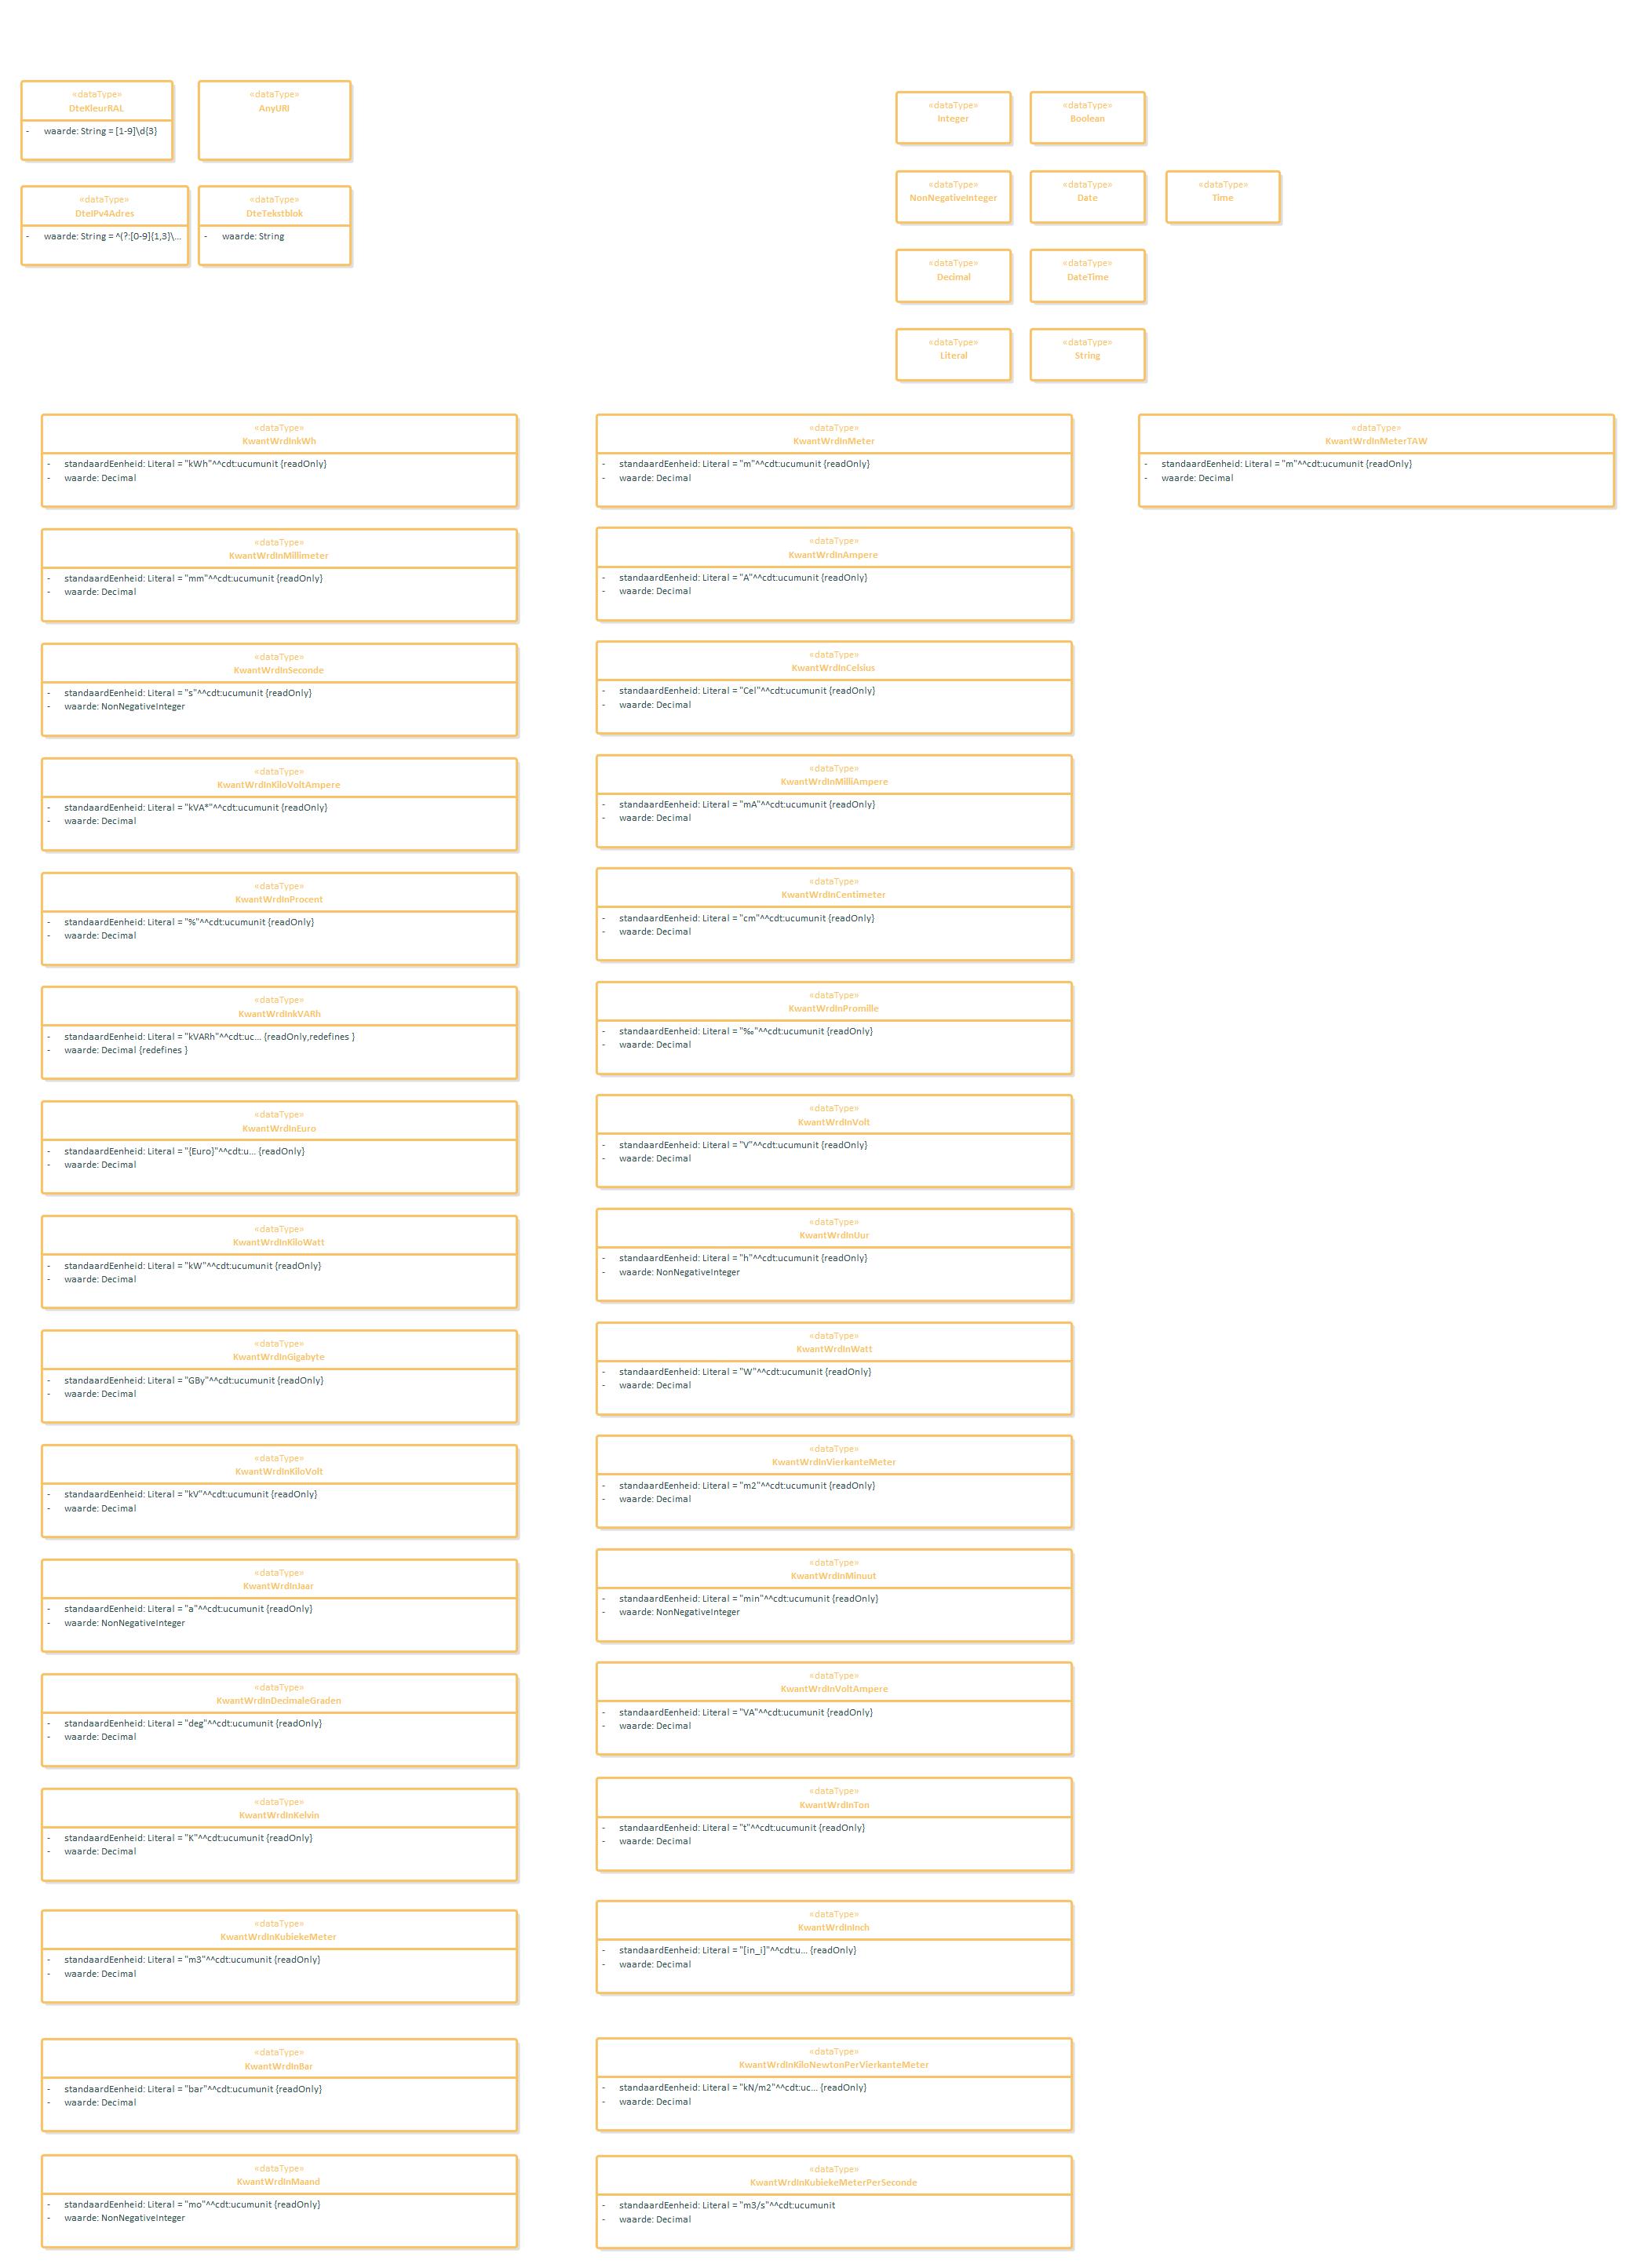 «dataType»
DteKleurRAL
- waarde: String = [1-9]\d{3}
«dataType»
AnyURI
«dataType»
DteIPv4Adres
- waarde: String = ^(?:[0-9]{1,3}\...
«dataType»
DteTekstblok
- waarde: String
«dataType»
Integer
«dataType»
Boolean
«dataType»
NonNegativeInteger
«dataType»
Date
«dataType»
Time
«dataType»
Decimal
«dataType»
DateTime
«dataType»
Literal
«dataType»
String
«dataType»
KwantWrdInkWh
- standaardEenheid: Literal = "kWh"^^cdt:ucumunit {readOnly}
- waarde: Decimal
«dataType»
KwantWrdInMeter
- standaardEenheid: Literal = "m"^^cdt:ucumunit {readOnly}
- waarde: Decimal
«dataType»
KwantWrdInMeterTAW
- standaardEenheid: Literal = "m"^^cdt:ucumunit {readOnly}
- waarde: Decimal
«dataType»
KwantWrdInMillimeter
- standaardEenheid: Literal = "mm"^^cdt:ucumunit {readOnly}
- waarde: Decimal
«dataType»
KwantWrdInAmpere
- standaardEenheid: Literal = "A"^^cdt:ucumunit {readOnly}
- waarde: Decimal
«dataType»
KwantWrdInSeconde
- standaardEenheid: Literal = "s"^^cdt:ucumunit {readOnly}
- waarde: NonNegativeInteger
«dataType»
KwantWrdInCelsius
- standaardEenheid: Literal = "Cel"^^cdt:ucumunit {readOnly}
- waarde: Decimal
«dataType»
KwantWrdInKiloVoltAmpere
- standaardEenheid: Literal = "kVA*"^^cdt:ucumunit {readOnly}
- waarde: Decimal
«dataType»
KwantWrdInMilliAmpere
- standaardEenheid: Literal = "mA"^^cdt:ucumunit {readOnly}
- waarde: Decimal
«dataType»
KwantWrdInProcent
- standaardEenheid: Literal = "%"^^cdt:ucumunit {readOnly}
- waarde: Decimal
«dataType»
KwantWrdInCentimeter
- standaardEenheid: Literal = "cm"^^cdt:ucumunit {readOnly}
- waarde: Decimal
«dataType»
KwantWrdInkVARh
- standaardEenheid: Literal = "kVARh"^^cdt:uc... {readOnly,redefines }
- waarde: Decimal {redefines }
«dataType»
KwantWrdInPromille
- standaardEenheid: Literal = "‰"^^cdt:ucumunit {readOnly}
- waarde: Decimal
«dataType»
KwantWrdInEuro
- standaardEenheid: Literal = "{Euro}"^^cdt:u... {readOnly}
- waarde: Decimal
«dataType»
KwantWrdInVolt
- standaardEenheid: Literal = "V"^^cdt:ucumunit {readOnly}
- waarde: Decimal
«dataType»
KwantWrdInKiloWatt
- standaardEenheid: Literal = "kW"^^cdt:ucumunit {readOnly}
- waarde: Decimal
«dataType»
KwantWrdInUur
- standaardEenheid: Literal = "h"^^cdt:ucumunit {readOnly}
- waarde: NonNegativeInteger
«dataType»
KwantWrdInGigabyte
- standaardEenheid: Literal = "GBy"^^cdt:ucumunit {readOnly}
- waarde: Decimal
«dataType»
KwantWrdInWatt
- standaardEenheid: Literal = "W"^^cdt:ucumunit {readOnly}
- waarde: Decimal
«dataType»
KwantWrdInKiloVolt
- standaardEenheid: Literal = "kV"^^cdt:ucumunit {readOnly}
- waarde: Decimal
«dataType»
KwantWrdInVierkanteMeter
- standaardEenheid: Literal = "m2"^^cdt:ucumunit {readOnly}
- waarde: Decimal
«dataType»
KwantWrdInJaar
- standaardEenheid: Literal = "a"^^cdt:ucumunit {readOnly}
- waarde: NonNegativeInteger
«dataType»
KwantWrdInMinuut
- standaardEenheid: Literal = "min"^^cdt:ucumunit {readOnly}
- waarde: NonNegativeInteger
«dataType»
KwantWrdInDecimaleGraden
- standaardEenheid: Literal = "deg"^^cdt:ucumunit {readOnly}
- waarde: Decimal
«dataType»
KwantWrdInVoltAmpere
- standaardEenheid: Literal = "VA"^^cdt:ucumunit {readOnly}
- waarde: Decimal
«dataType»
KwantWrdInKelvin
- standaardEenheid: Literal = "K"^^cdt:ucumunit {readOnly}
- waarde: Decimal
«dataType»
KwantWrdInTon
- standaardEenheid: Literal = "t"^^cdt:ucumunit {readOnly}
- waarde: Decimal
«dataType»
KwantWrdInKubiekeMeter
- standaardEenheid: Literal = "m3"^^cdt:ucumunit {readOnly}
- waarde: Decimal
«dataType»
KwantWrdInInch
- standaardEenheid: Literal = "[in_i]"^^cdt:u... {readOnly}
- waarde: Decimal
«dataType»
KwantWrdInBar
- standaardEenheid: Literal = "bar"^^cdt:ucumunit {readOnly}
- waarde: Decimal
«dataType»
KwantWrdInKiloNewtonPerVierkanteMeter
- standaardEenheid: Literal = "kN/m2"^^cdt:uc... {readOnly}
- waarde: Decimal
«dataType»
KwantWrdInMaand
- standaardEenheid: Literal = "mo"^^cdt:ucumunit {readOnly}
- waarde: NonNegativeInteger
«dataType»
KwantWrdInKubiekeMeterPerSeconde
- standaardEenheid: Literal = "m3/s"^^cdt:ucumunit
- waarde: Decimal